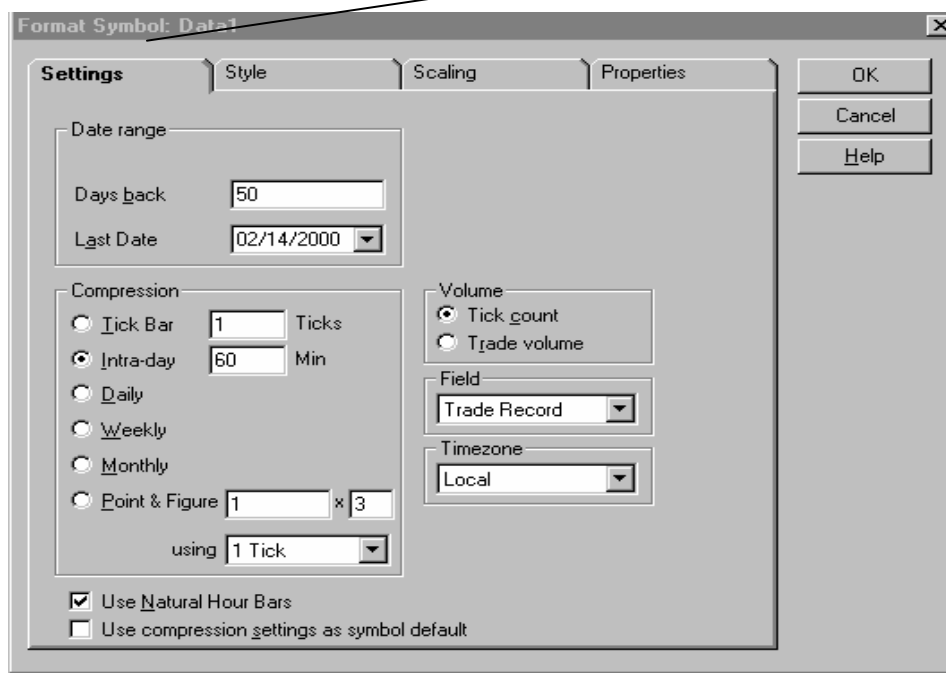 Format Symbol: Data1
Settings Style Scaling Properties
OK
Cancel
Help
Date range
Days back 50
Last Date 02/14/2000
Compression
Tick Bar 1 Ticks
Intra-day 60 Min
Daily
Weekly
Monthly
Point & Figure 1 x 3
using 1 Tick
Volume
Tick count
Trade volume
Field
Trade Record
Timezone
Local
Use Natural Hour Bars
Use compression settings as symbol default